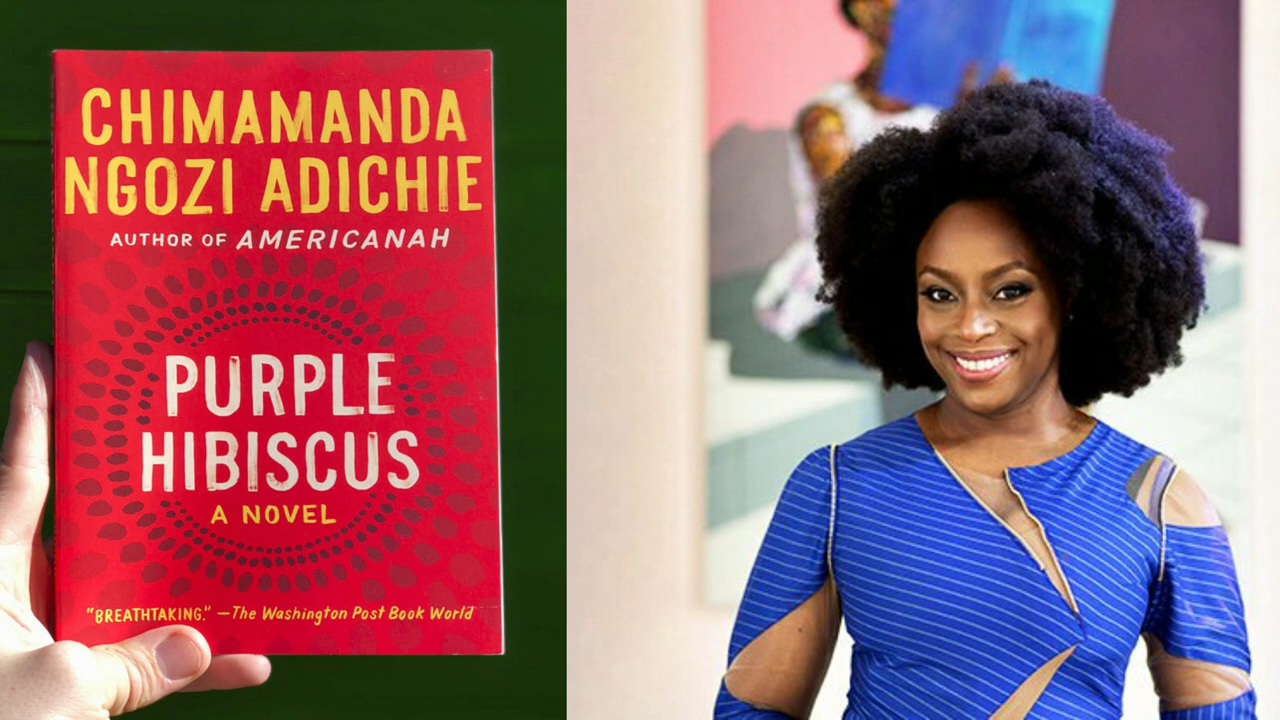 CHIMAMANDA
NGOZI ADICHIE
AUTHOR OF AMERICANAH
PURPLE
HIBISCUS
A NOVEL
"BREATHTAKING." —The Washington Post Book World